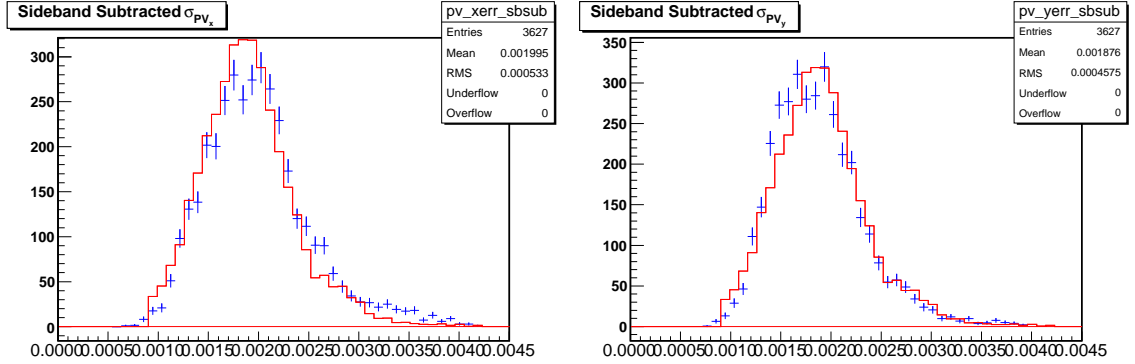 Sideband Subtracted σPVx
pv_xerr_sbsub
Entries 3627
Mean 0.001995
RMS 0.000533
Underflow 0
Overflow 0
300
250
200
150
100
50
0
0.0000 0.0005 0.0010 0.0015 0.0020 0.0025 0.0030 0.0035 0.0040 0.0045
Sideband Subtracted σPVy
pv_yerr_sbsub
Entries 3627
Mean 0.001876
RMS 0.0004575
Underflow 0
Overflow 0
350
300
250
200
150
100
50
0
0.0000 0.0005 0.0010 0.0015 0.0020 0.0025 0.0030 0.0035 0.0040 0.0045